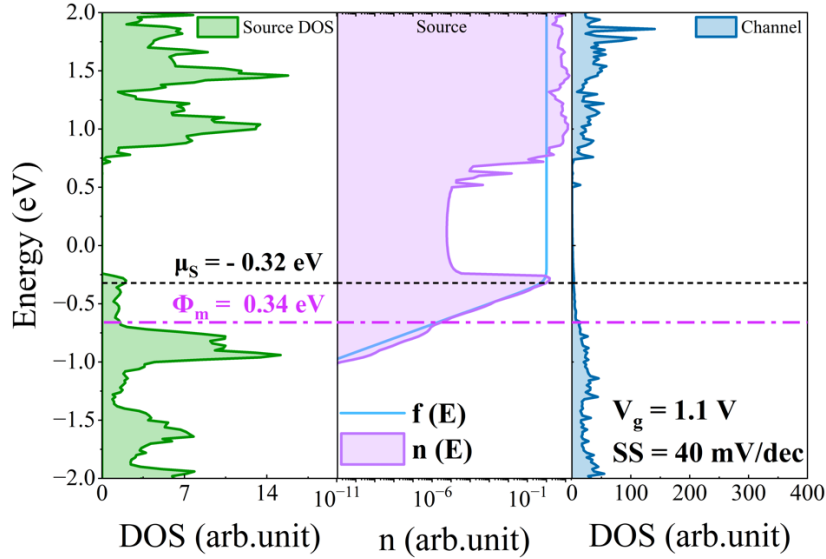 Source DOS
Source
Channel
2.0
1.5
1.0
0.5
0.0
−0.5
−1.0
−1.5
−2.0
Energy (eV)
μS = - 0.32 eV
Φm = 0.34 eV
f (E)
n (E)
Vg = 1.1 V
SS = 40 mV/dec
0 7 14
10⁻¹¹ 10⁻⁶ 10⁻¹
0 100 200 300 400
DOS (arb.unit)
n (arb.unit)
DOS (arb.unit)